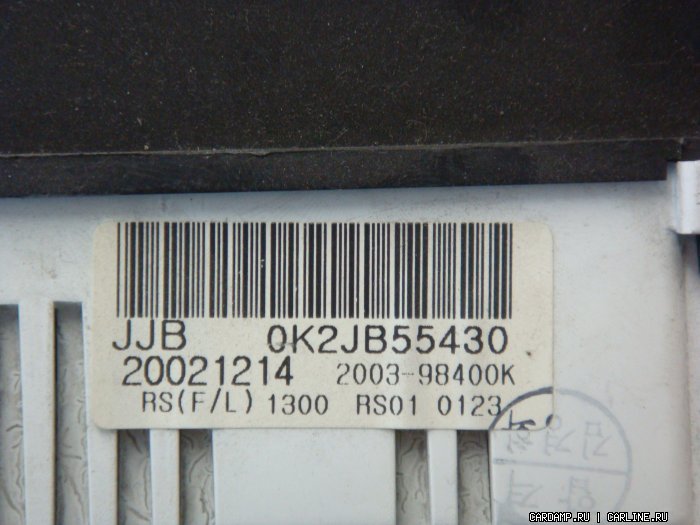 JJB 0K2JB55430
20021214 2003-98400K
RS(F/L) 1300 RS01 0123
CARDAMP.RU | CARLINE.RU